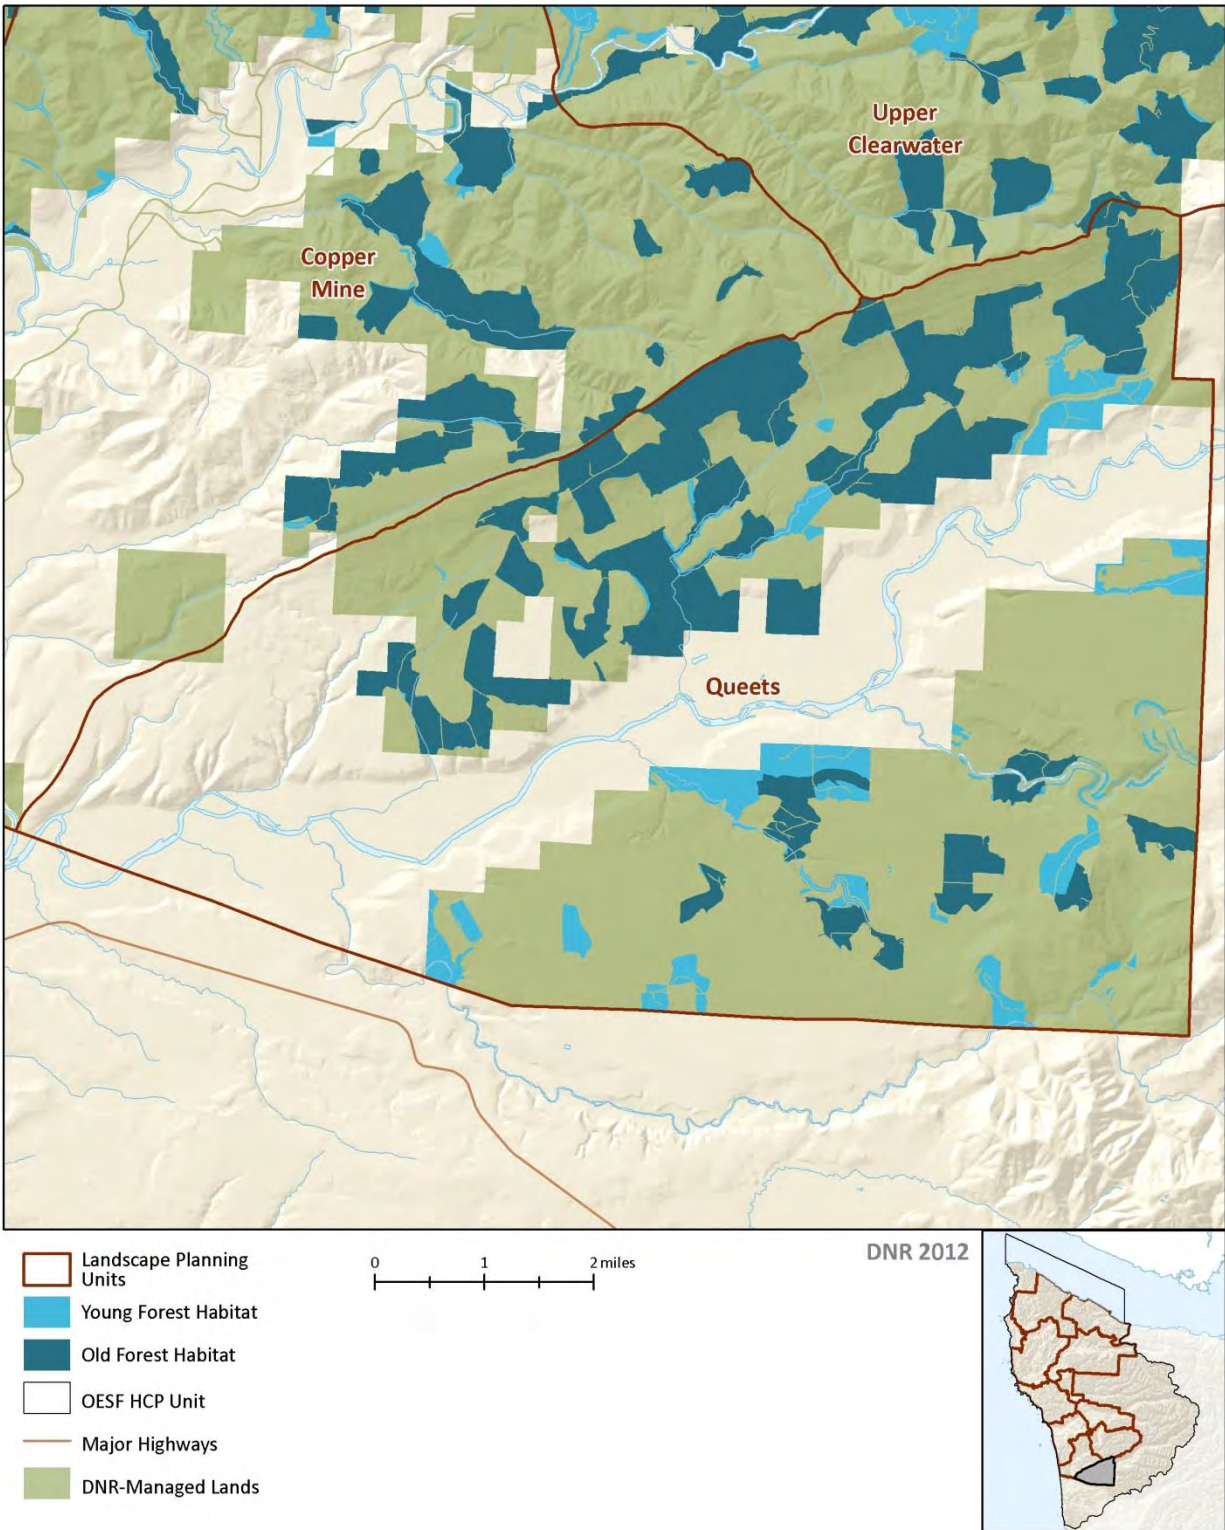 Upper
Clearwater
Copper
Mine
Queets
Landscape Planning
Units
Young Forest Habitat
Old Forest Habitat
OESF HCP Unit
Major Highways
DNR-Managed Lands
0 1 2 miles
DNR 2012